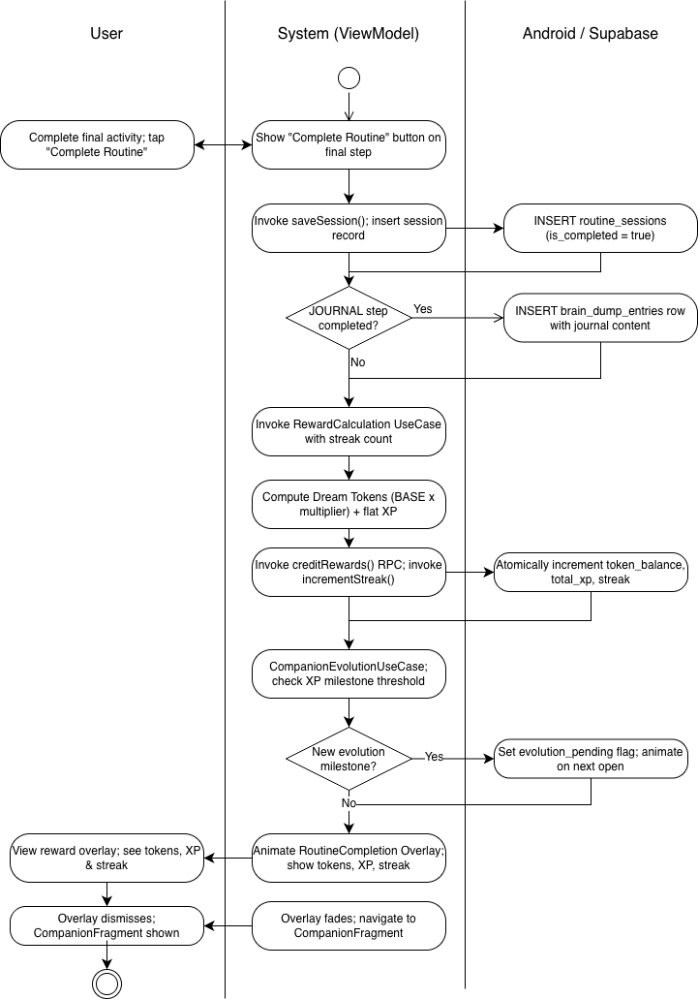 User
System (ViewModel)
Android / Supabase
Complete final activity; tap
"Complete Routine"
Show "Complete Routine" button on
final step
Invoke saveSession(); insert session
record
INSERT routine_sessions
(is_completed = true)
JOURNAL step
completed?
Yes
INSERT brain_dump_entries row
with journal content
No
Invoke RewardCalculation UseCase
with streak count
Compute Dream Tokens (BASE x
multiplier) + flat XP
Invoke creditRewards() RPC; invoke
incrementStreak()
Atomically increment token_balance,
total_xp, streak
CompanionEvolutionUseCase;
check XP milestone threshold
New evolution
milestone?
Yes
Set evolution_pending flag; animate
on next open
No
View reward overlay; see tokens, XP
& streak
Animate RoutineCompletion Overlay;
show tokens, XP, streak
Overlay dismisses;
CompanionFragment shown
Overlay fades; navigate to
CompanionFragment